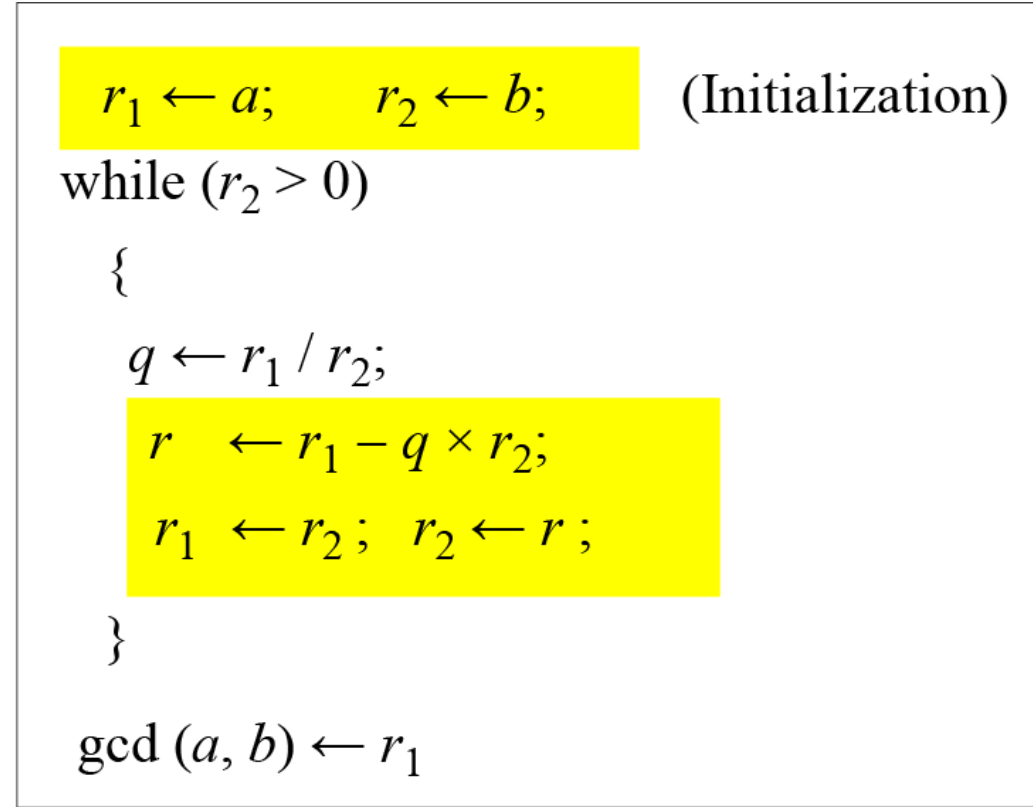 r₁ ← a; r₂ ← b; (Initialization)
while (r₂ > 0)
{
q ← r₁ / r₂;
r ← r₁ – q × r₂;
r₁ ← r₂ ; r₂ ← r ;
}
gcd (a, b) ← r₁